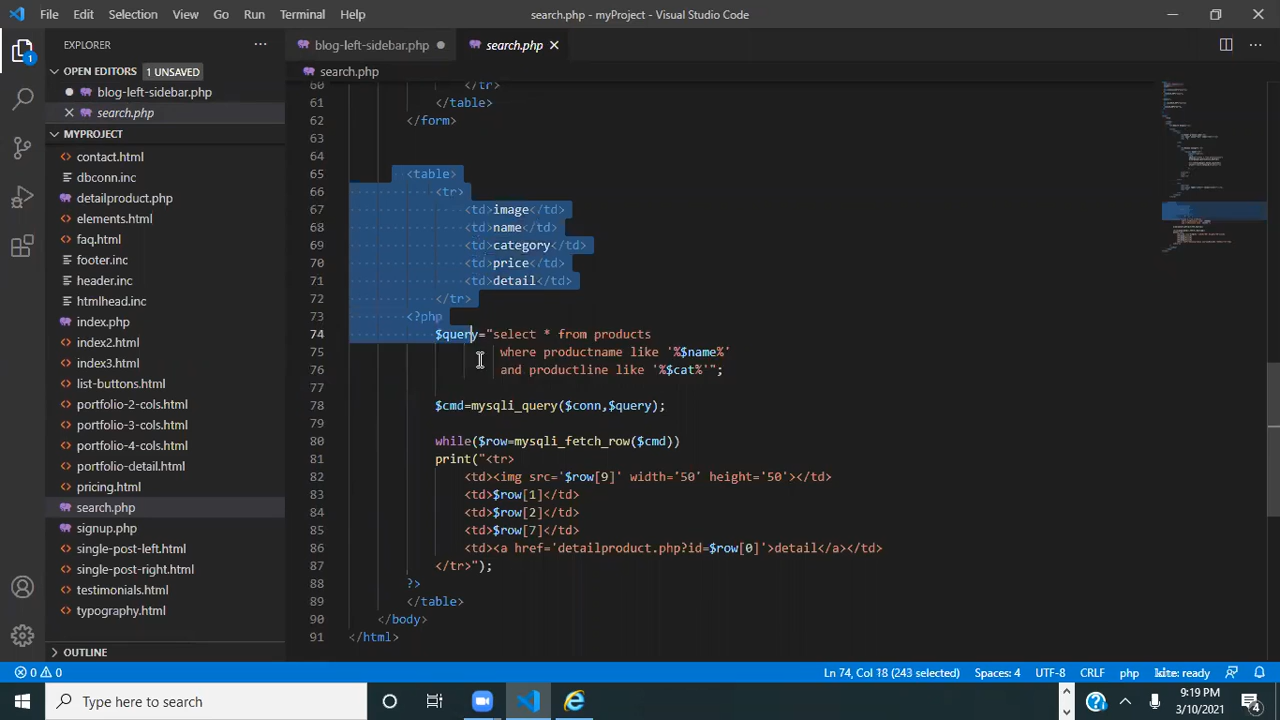 File Edit Selection View Go Run Terminal Help
search.php - myProject - Visual Studio Code
EXPLORER
OPEN EDITORS 1 UNSAVED
blog-left-sidebar.php
search.php
MYPROJECT
contact.html
dbconn.inc
detailproduct.php
elements.html
faq.html
footer.inc
header.inc
htmlhead.inc
index.php
index2.html
index3.html
list-buttons.html
portfolio-2-cols.html
portfolio-3-cols.html
portfolio-4-cols.html
portfolio-detail.html
pricing.html
search.php
signup.php
single-post-left.html
single-post-right.html
testimonials.html
typography.html
OUTLINE
1
blog-left-sidebar.php
search.php
search.php
60 </tr>
61 </table>
62 </form>
63
64
65 <table>
66 <tr>
67 <td>image</td>
68 <td>name</td>
69 <td>category</td>
70 <td>price</td>
71 <td>detail</td>
72 </tr>
73 <?php
74 $query="select * from products
75 where productname like '%$name%'
76 and productline like '%$cat%'";
77
78 $cmd=mysqli_query($conn,$query);
79
80 while($row=mysqli_fetch_row($cmd))
81 print("<tr>
82 <td><img src='$row[9]' width='50' height='50'></td>
83 <td>$row[1]</td>
84 <td>$row[2]</td>
85 <td>$row[7]</td>
86 <td><a href='detailproduct.php?id=$row[0]'>detail</a></td>
87 </tr>");
88 ?>
89 </table>
90 </body>
91 </html>
0 0
Ln 74, Col 18 (243 selected) Spaces: 4 UTF-8 CRLF php kite: ready
Type here to search
9:19 PM
3/10/2021
4